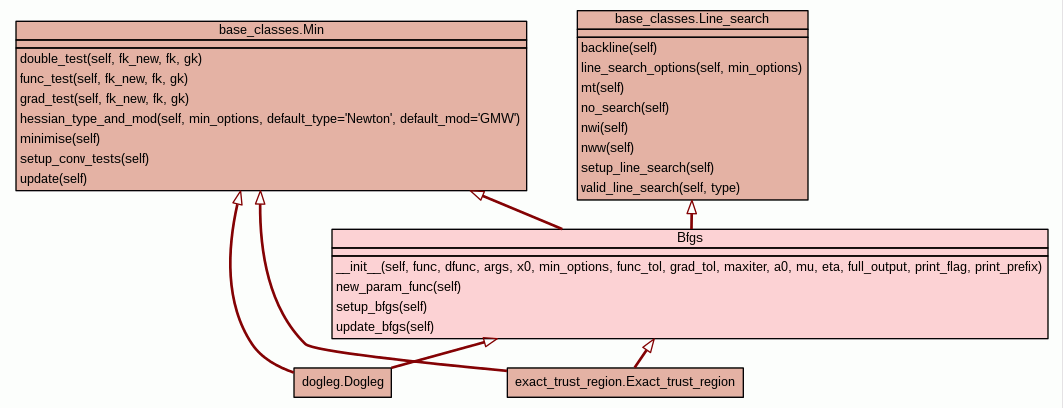 base_classes.Min
double_test(self, fk_new, fk, gk)
func_test(self, fk_new, fk, gk)
grad_test(self, fk_new, fk, gk)
hessian_type_and_mod(self, min_options, default_type='Newton', default_mod='GMW')
minimise(self)
setup_conv_tests(self)
update(self)
base_classes.Line_search
backline(self)
line_search_options(self, min_options)
mt(self)
no_search(self)
nwi(self)
nww(self)
setup_line_search(self)
valid_line_search(self, type)
Bfgs
__init__(self, func, dfunc, args, x0, min_options, func_tol, grad_tol, maxiter, a0, mu, eta, full_output, print_flag, print_prefix)
new_param_func(self)
setup_bfgs(self)
update_bfgs(self)
dogleg.Dogleg
exact_trust_region.Exact_trust_region